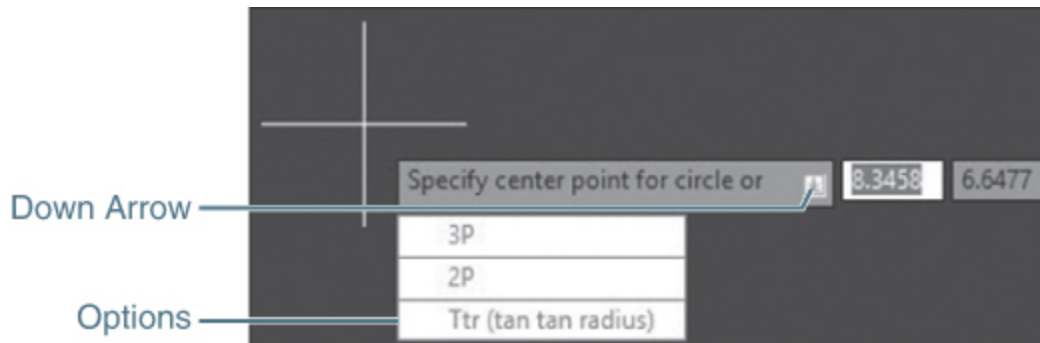 Specify center point for circle or 8.3458 6.6477
Down Arrow
3P
2P
Options
Ttr (tan tan radius)